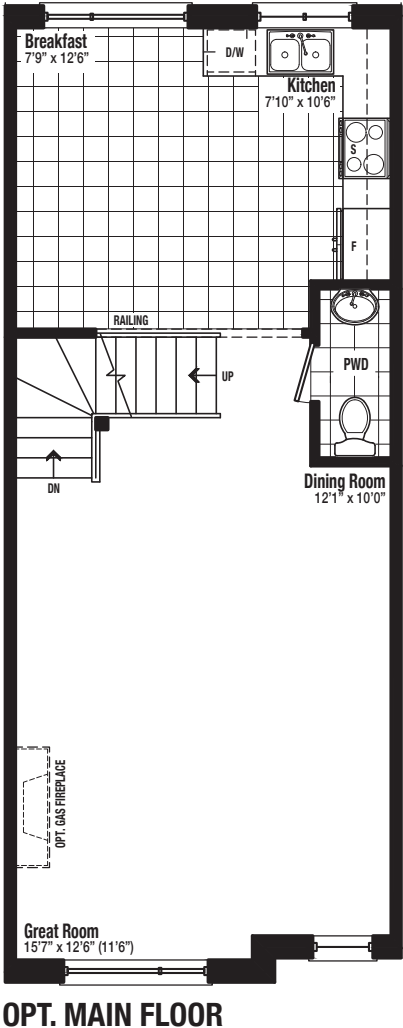 Breakfast
7'9" x 12'6"
D/W
Kitchen
7'10" x 10'6"
S
F
RAILING
PWD
UP
DN
Dining Room
12'1" x 10'0"
OPT. GAS FIREPLACE
Great Room
15'7" x 12'6" (11'6")
OPT. MAIN FLOOR